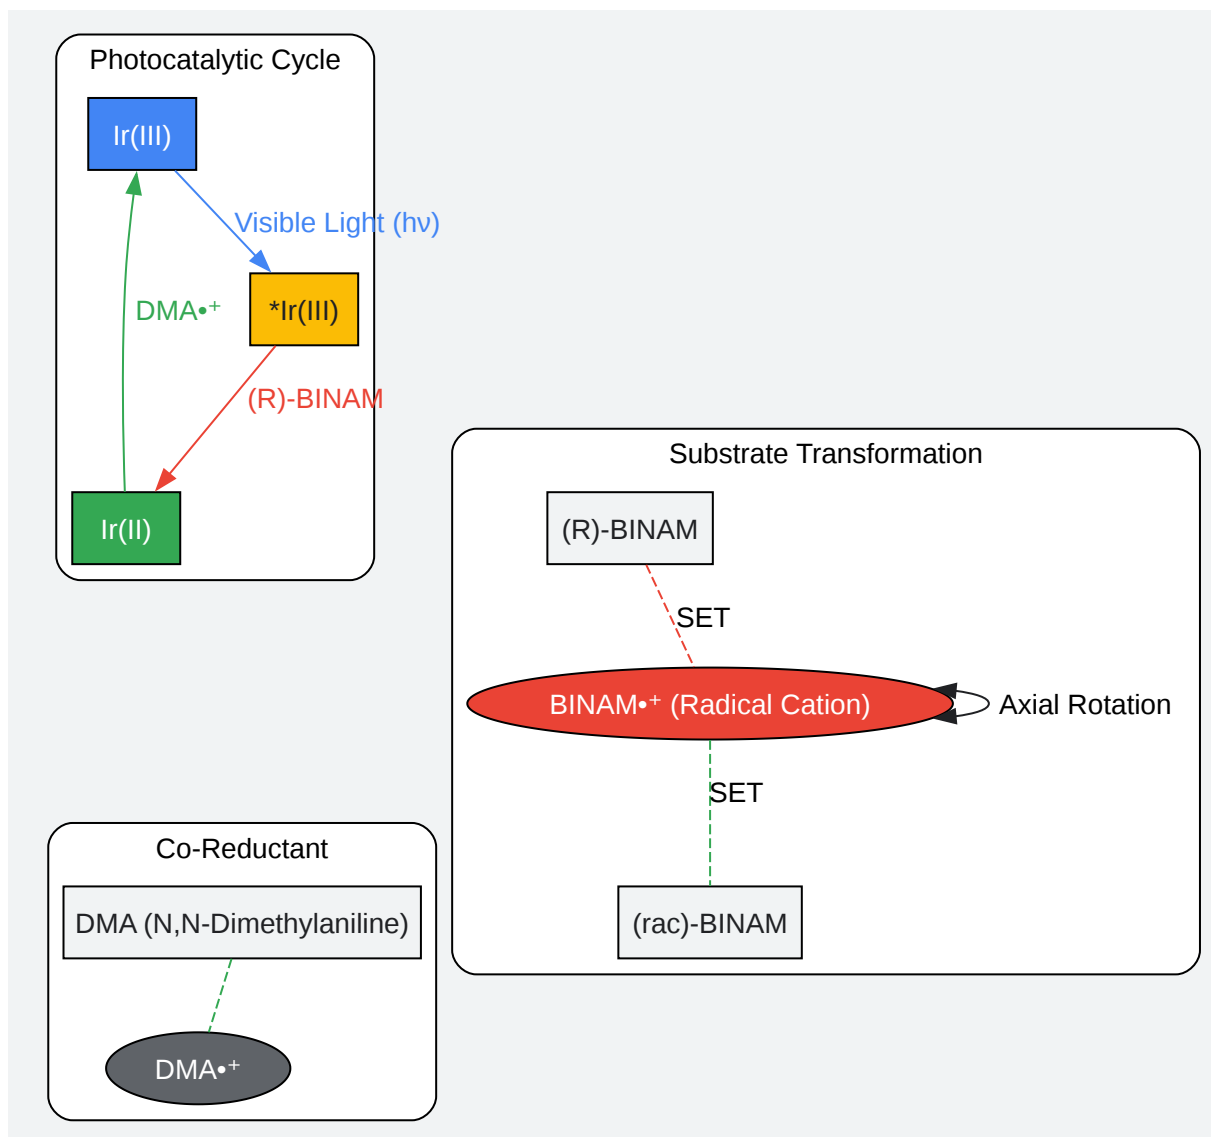 Photocatalytic Cycle
Ir(III)
Visible Light (hν)
DMA•⁺
*Ir(III)
(R)-BINAM
Ir(II)
Substrate Transformation
(R)-BINAM
SET
BINAM•⁺ (Radical Cation)
Axial Rotation
SET
(rac)-BINAM
Co-Reductant
DMA (N,N-Dimethylaniline)
DMA•⁺